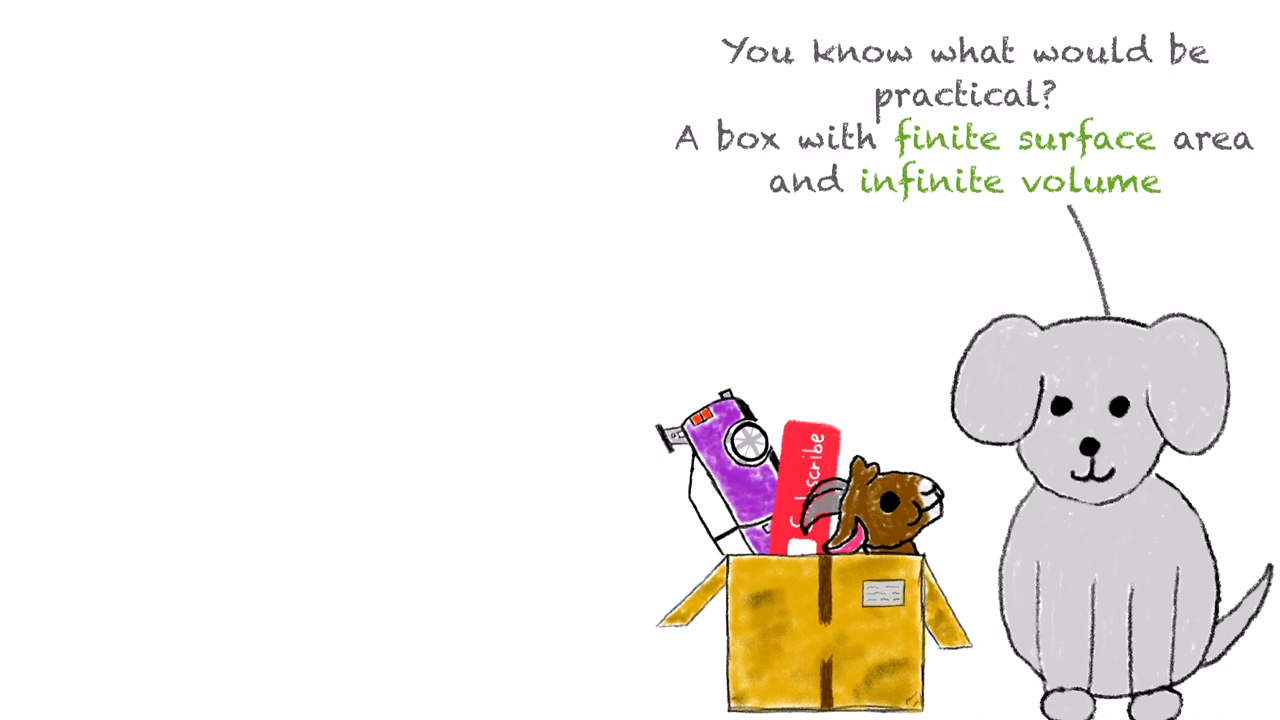 You know what would be
practical?
A box with finite surface area
and infinite volume